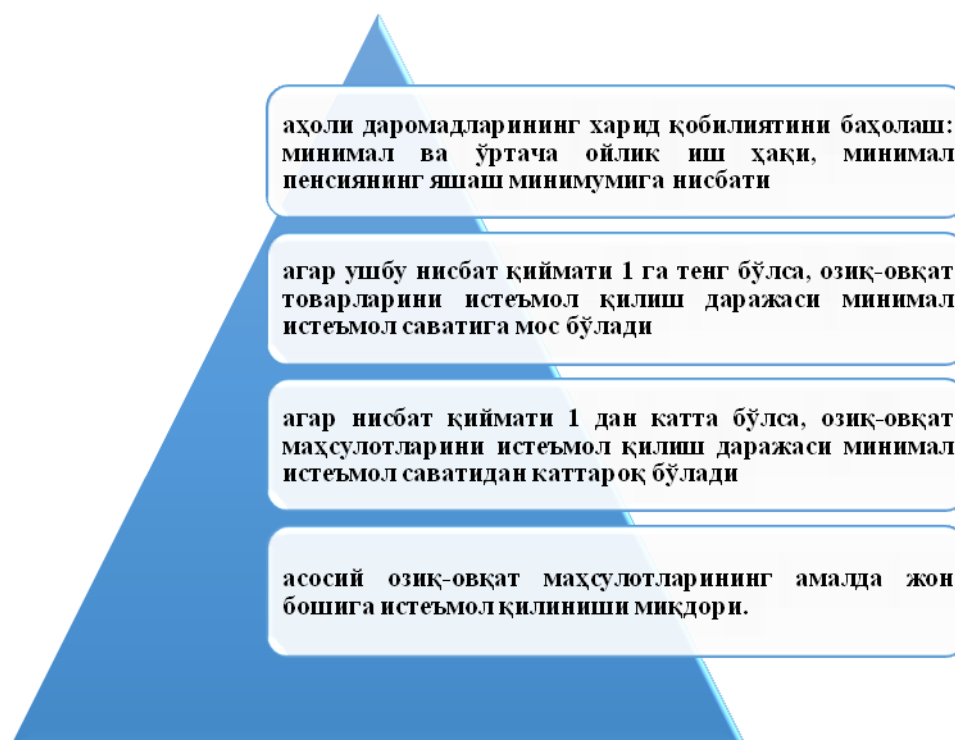 аҳоли даромадларининг харид қобилиятини баҳолаш:
минимал ва ўртача ойлик иш ҳақи, минимал
пенсиянинг яшаш минимумига нисбати
агар ушбу нисбат қиймати 1 га тенг бўлса, озиқ-овқат
товарларини истеъмол қилиш даражаси минимал
истеъмол саватига мос бўлади
агар нисбат қиймати 1 дан катта бўлса, озиқ-овқат
маҳсулотларини истеъмол қилиш даражаси минимал
истеъмол саватидан каттароқ бўлади
асосий озиқ-овқат маҳсулотларининг амалда жон
бошига истеъмол қилиниши миқдори.